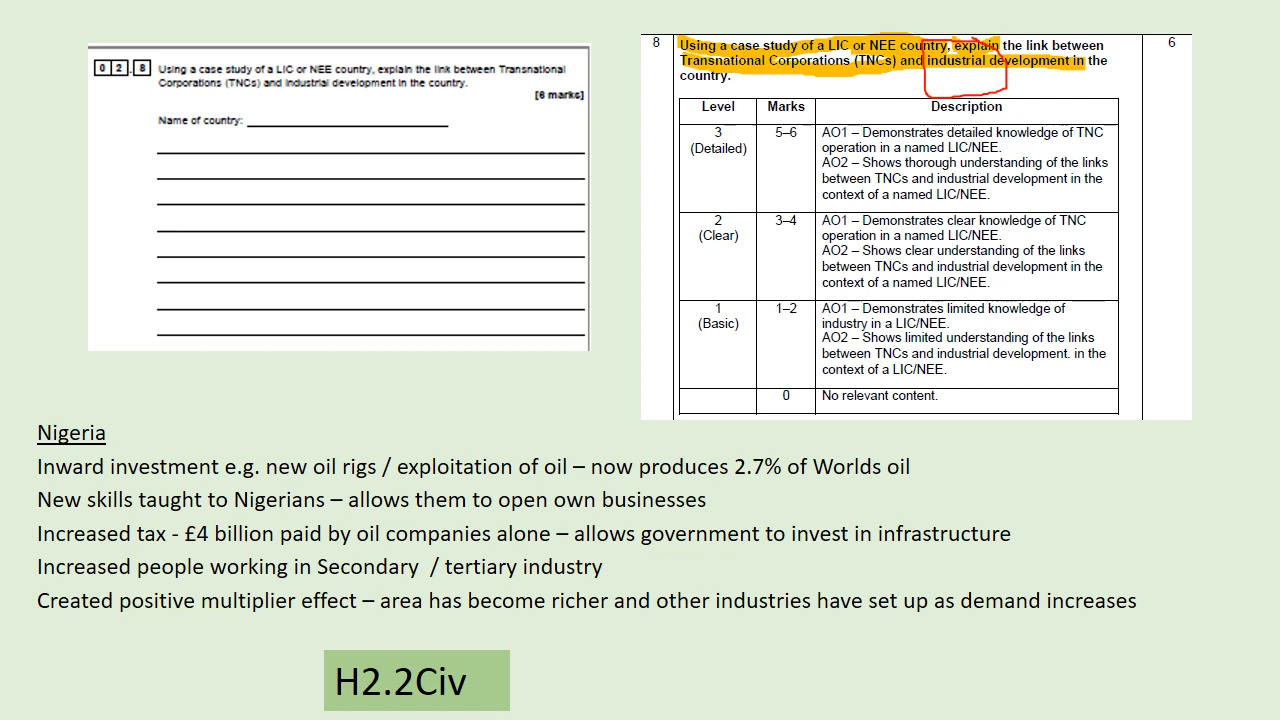 0 2 . 8 Using a case study of a LIC or NEE country, explain the link between Transnational
Corporations (TNCs) and industrial development in the country.
[6 marks]
Name of country:
8 Using a case study of a LIC or NEE country, explain the link between 6
Transnational Corporations (TNCs) and industrial development in the
country.
Level Marks Description
3 5–6 AO1 – Demonstrates detailed knowledge of TNC
(Detailed) operation in a named LIC/NEE.
AO2 – Shows thorough understanding of the links
between TNCs and industrial development in the
context of a named LIC/NEE.
2 3–4 AO1 – Demonstrates clear knowledge of TNC
(Clear) operation in a named LIC/NEE.
AO2 – Shows clear understanding of the links
between TNCs and industrial development in the
context of a named LIC/NEE.
1 1–2 AO1 – Demonstrates limited knowledge of
(Basic) industry in a LIC/NEE.
AO2 – Shows limited understanding of the links
between TNCs and industrial development. in the
context of a LIC/NEE.
0 No relevant content.
Nigeria
Inward investment e.g. new oil rigs / exploitation of oil – now produces 2.7% of Worlds oil
New skills taught to Nigerians – allows them to open own businesses
Increased tax - £4 billion paid by oil companies alone – allows government to invest in infrastructure
Increased people working in Secondary / tertiary industry
Created positive multiplier effect – area has become richer and other industries have set up as demand increases
H2.2Civ